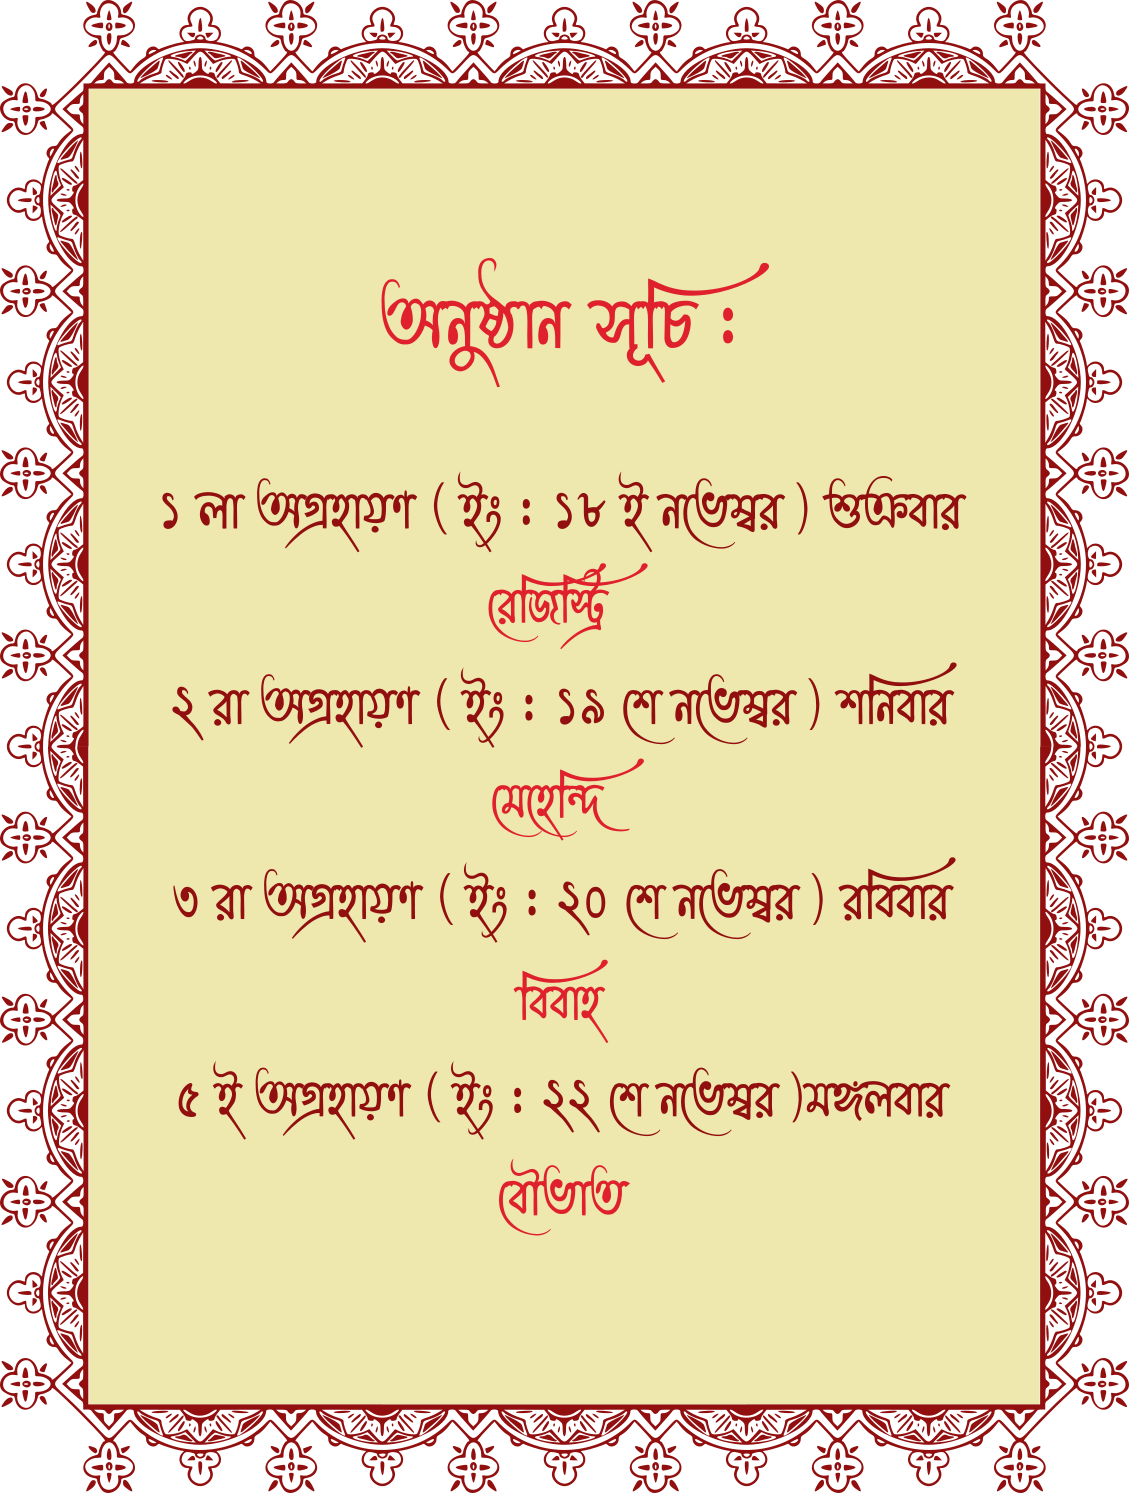 অনুষ্ঠান সূচি :
১ লা অগ্রহায়ণ ( ইং : ১৮ ই নভেম্বর ) শুক্রবার
রেজিস্ট্রি
২ রা অগ্রহায়ণ ( ইং : ১৯ শে নভেম্বর ) শনিবার
মেহেন্দি
৩ রা অগ্রহায়ণ ( ইং : ২০ শে নভেম্বর ) রবিবার
বিবাহ
৫ ই অগ্রহায়ণ ( ইং : ২২ শে নভেম্বর )মঙ্গলবার
বৌভাত